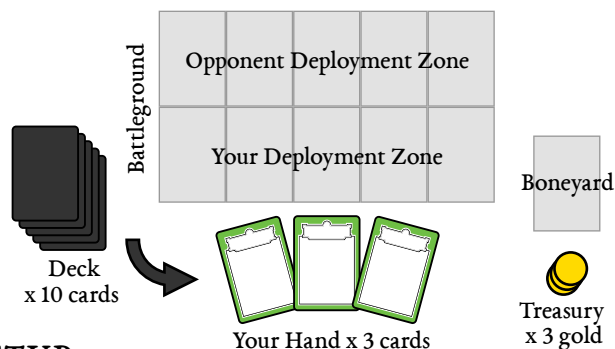 Opponent Deployment Zone
Battleground
Your Deployment Zone
Boneyard
Deck
x 10 cards
Your Hand x 3 cards
Treasury
x 3 gold